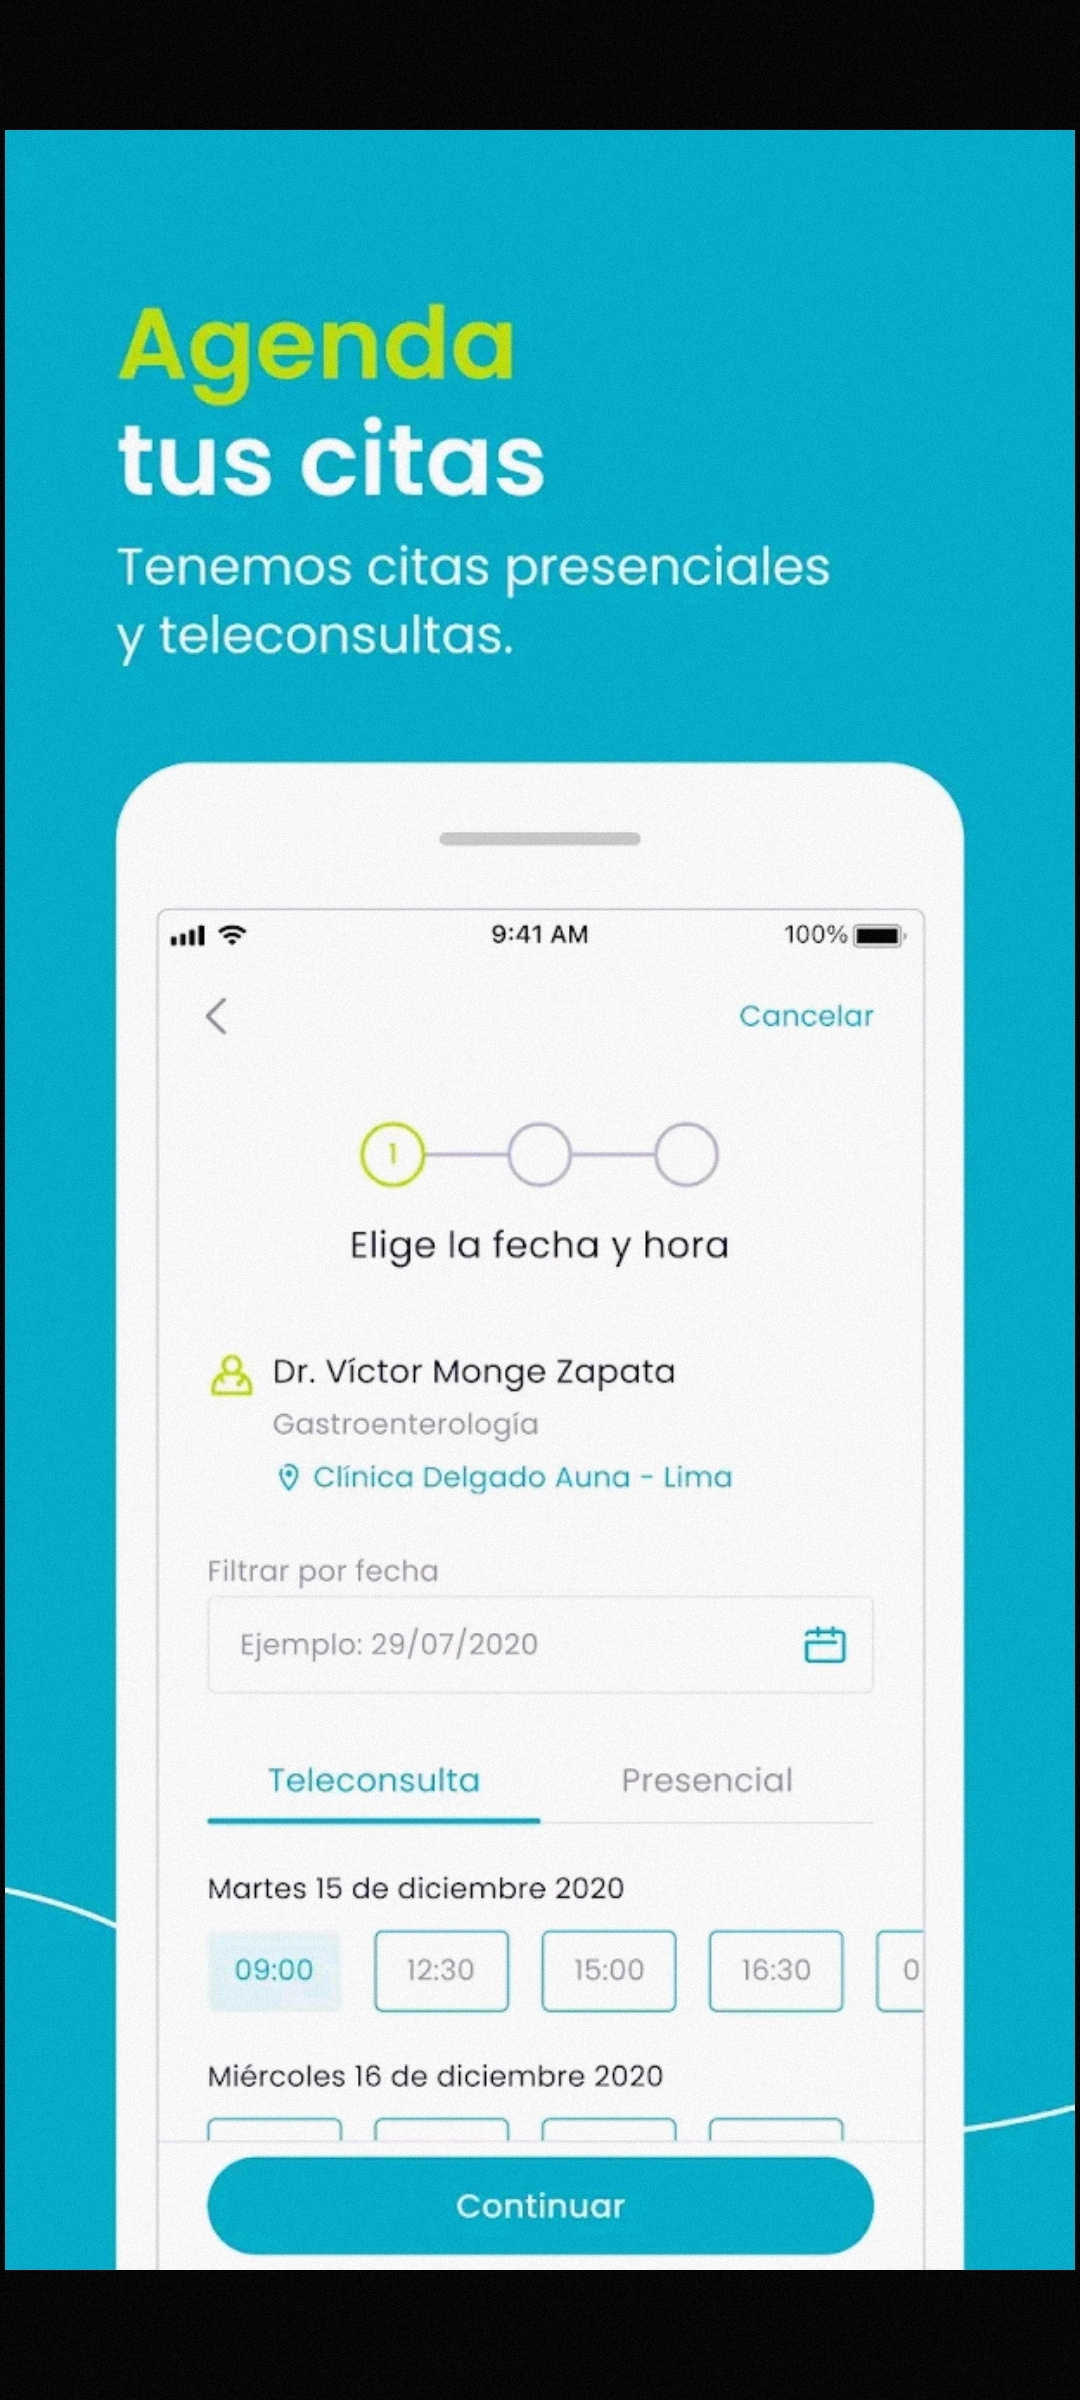 Agenda
tus citas
Tenemos citas presenciales
y teleconsultas.
9:41 AM
100%
Cancelar
1
Elige la fecha y hora
Dr. Víctor Monge Zapata
Gastroenterología
Clínica Delgado Auna - Lima
Filtrar por fecha
Ejemplo: 29/07/2020
Teleconsulta Presencial
Martes 15 de diciembre 2020
09:00 12:30 15:00 16:30
Miércoles 16 de diciembre 2020
Continuar